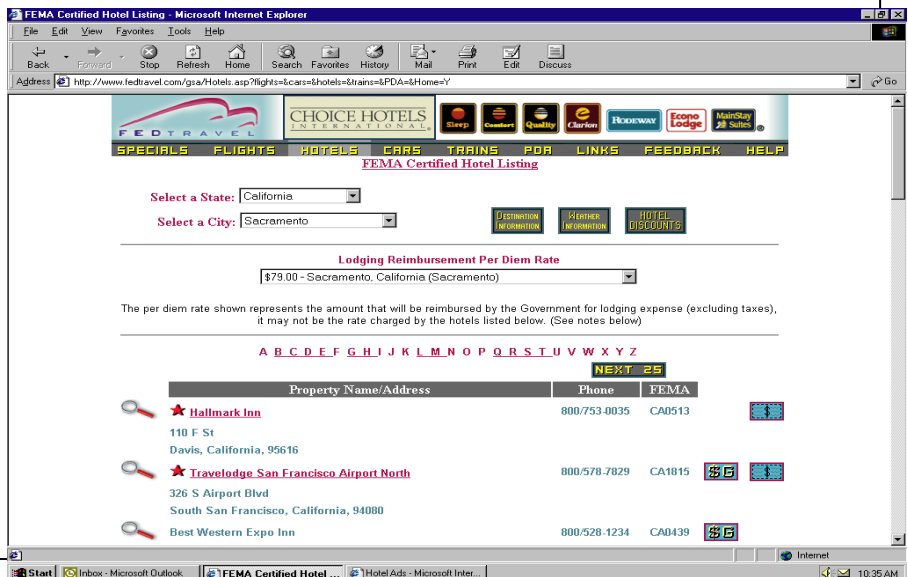 FEMA Certified Hotel Listing - Microsoft Internet Explorer
File Edit View Favorites Tools Help
Back Forward Stop Refresh Home Search Favorites History Mail Print Edit Discuss
Address http://www.fedtravel.com/gsa/Hotels.asp?flights=&cars=&hotels=&trains=&PDA=&Home=Y Go
FEDTRAVEL
CHOICE HOTELS
INTERNATIONAL
Sleep Comfort Quality Clarion RODEWAY Econo Lodge MainStay Suites
SPECIALS FLIGHTS HOTELS CARS TRAINS PDA LINKS FEEDBACK HELP
FEMA Certified Hotel Listing
Select a State: California
Select a City: Sacramento
DESTINATION INFORMATION WEATHER INFORMATION HOTEL DISCOUNTS
Lodging Reimbursement Per Diem Rate
$79.00 - Sacramento, California (Sacramento)
The per diem rate shown represents the amount that will be reimbursed by the Government for lodging expense (excluding taxes),
it may not be the rate charged by the hotels listed below. (See notes below)
A B C D E F G H I J K L M N O P Q R S T U V W X Y Z
NEXT 25
Property Name/Address Phone FEMA
Hallmark Inn 800/753-0035 CA0513 $
110 F St
Davis, California, 95616
Travelodge San Francisco Airport North 800/578-7829 CA1815 $G $
326 S Airport Blvd
South San Francisco, California, 94080
Best Western Expo Inn 800/528-1234 CA0439 $G
Internet
Start Inbox - Microsoft Outlook FEMA Certified Hotel ... Hotel Ads - Microsoft Inter... 10:35 AM